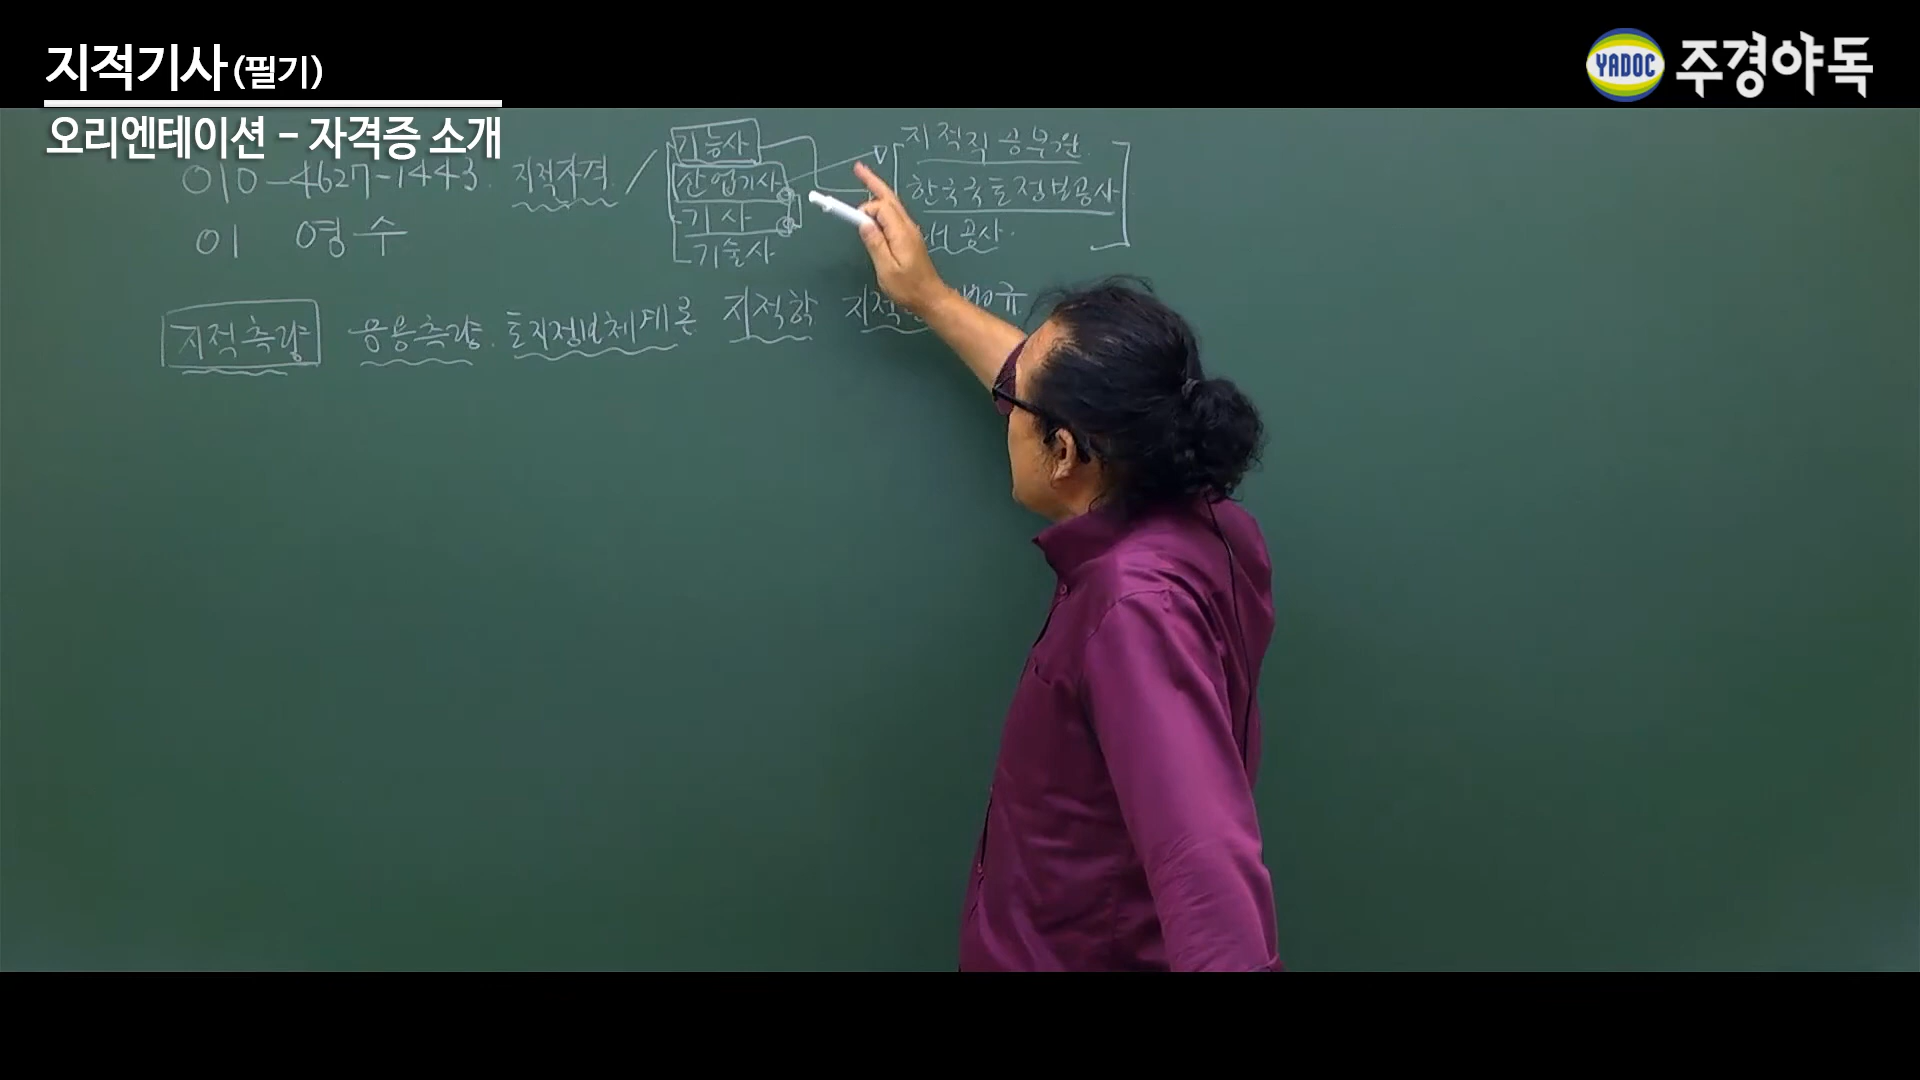 지적기사(필기)
YADOC 주경야독
오리엔테이션 - 자격증 소개
010-4627-1443. 지적자격 /
이영수
기능사
산업기사
기사
기술사
지적직 공무원
한국국토정보공사
공사.
지적측량 응용측량. 토지정보체계론 지적학